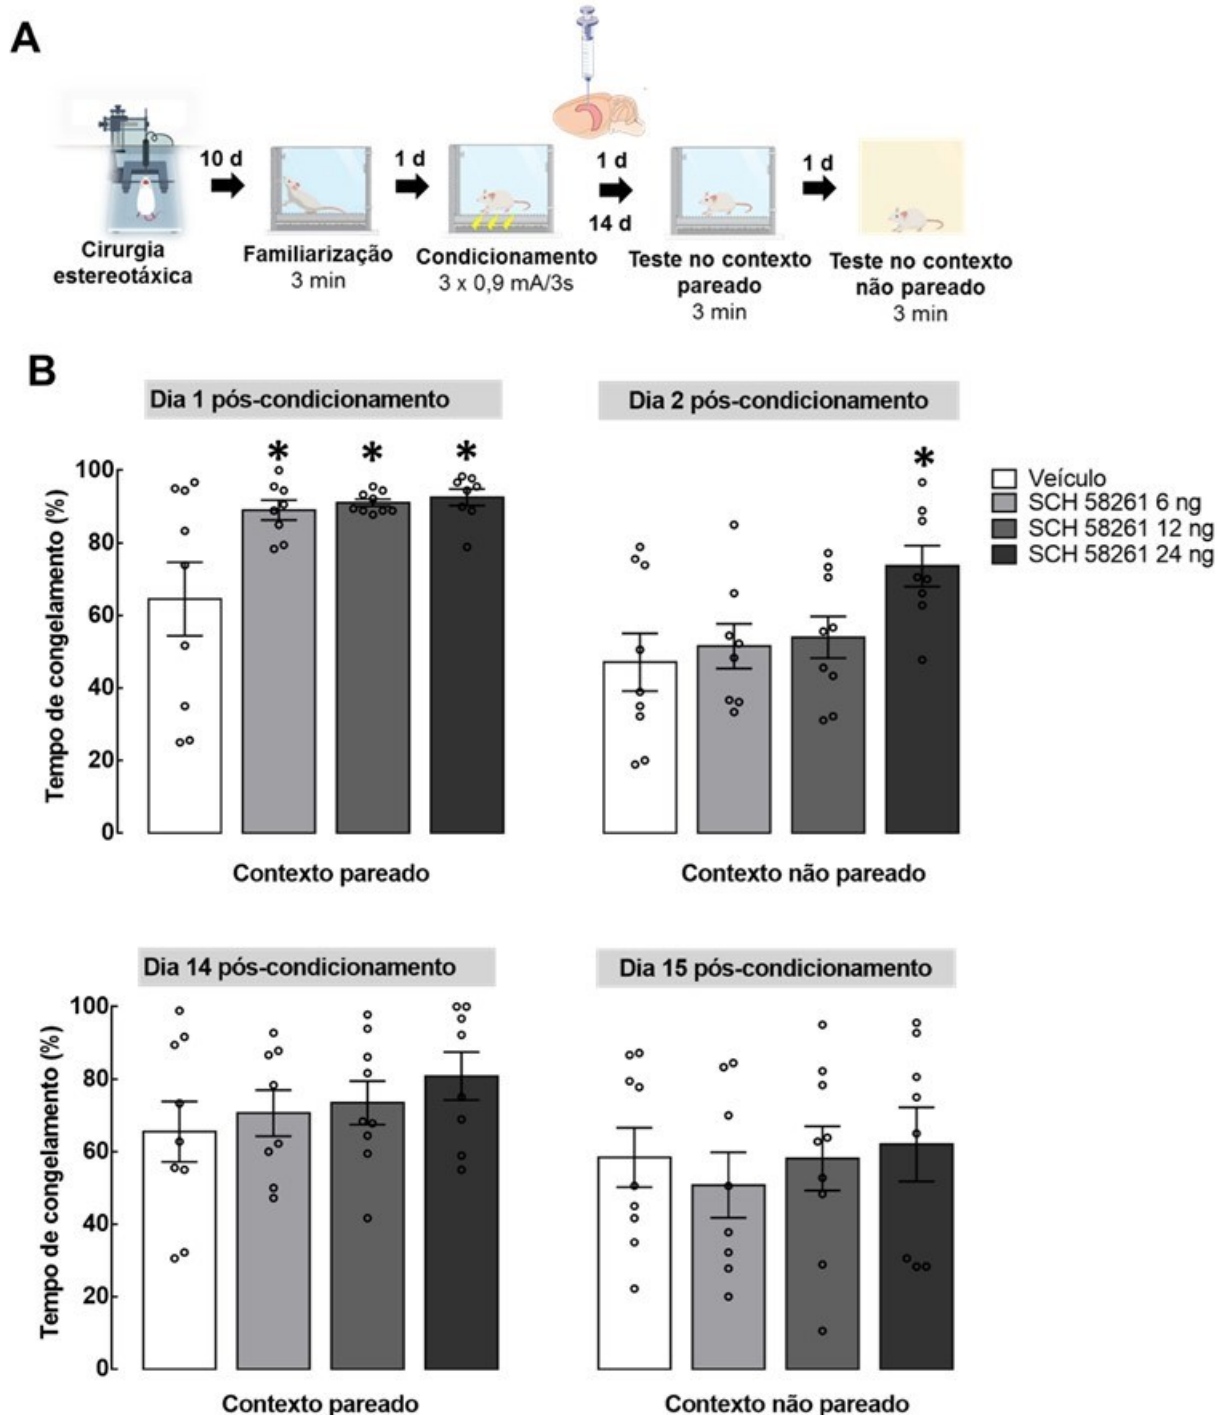 A
10 d
1 d
1 d
14 d
1 d
Cirurgia
estereotáxica
Familiarização
3 min
Condicionamento
3 x 0,9 mA/3s
Teste no contexto
pareado
3 min
Teste no contexto
não pareado
3 min
B
Dia 1 pós-condicionamento
Tempo de congelamento (%)
100
80
60
40
20
0
* * *
Contexto pareado
Dia 2 pós-condicionamento
*
Contexto não pareado
Veículo
SCH 58261 6 ng
SCH 58261 12 ng
SCH 58261 24 ng
Dia 14 pós-condicionamento
Tempo de congelamento (%)
100
80
60
40
20
0
Contexto pareado
Dia 15 pós-condicionamento
Contexto não pareado